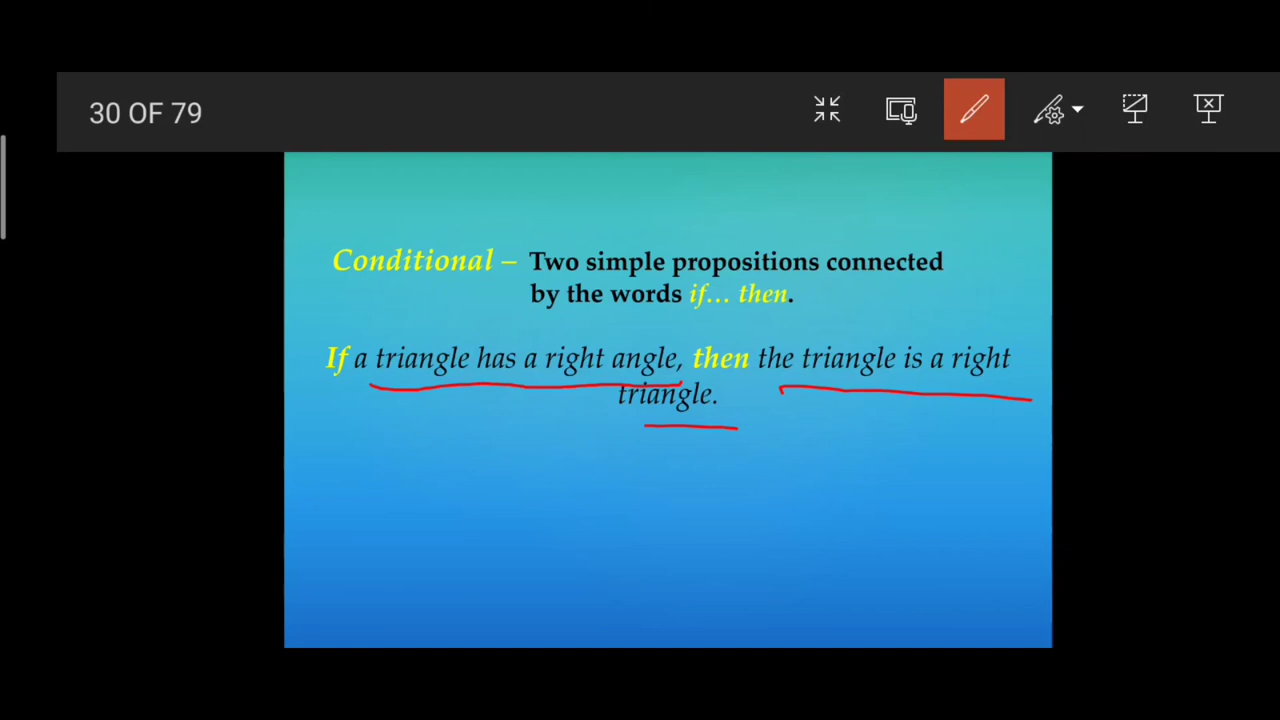 30 OF 79
Conditional – Two simple propositions connected
by the words if... then.
If a triangle has a right angle, then the triangle is a right
triangle.